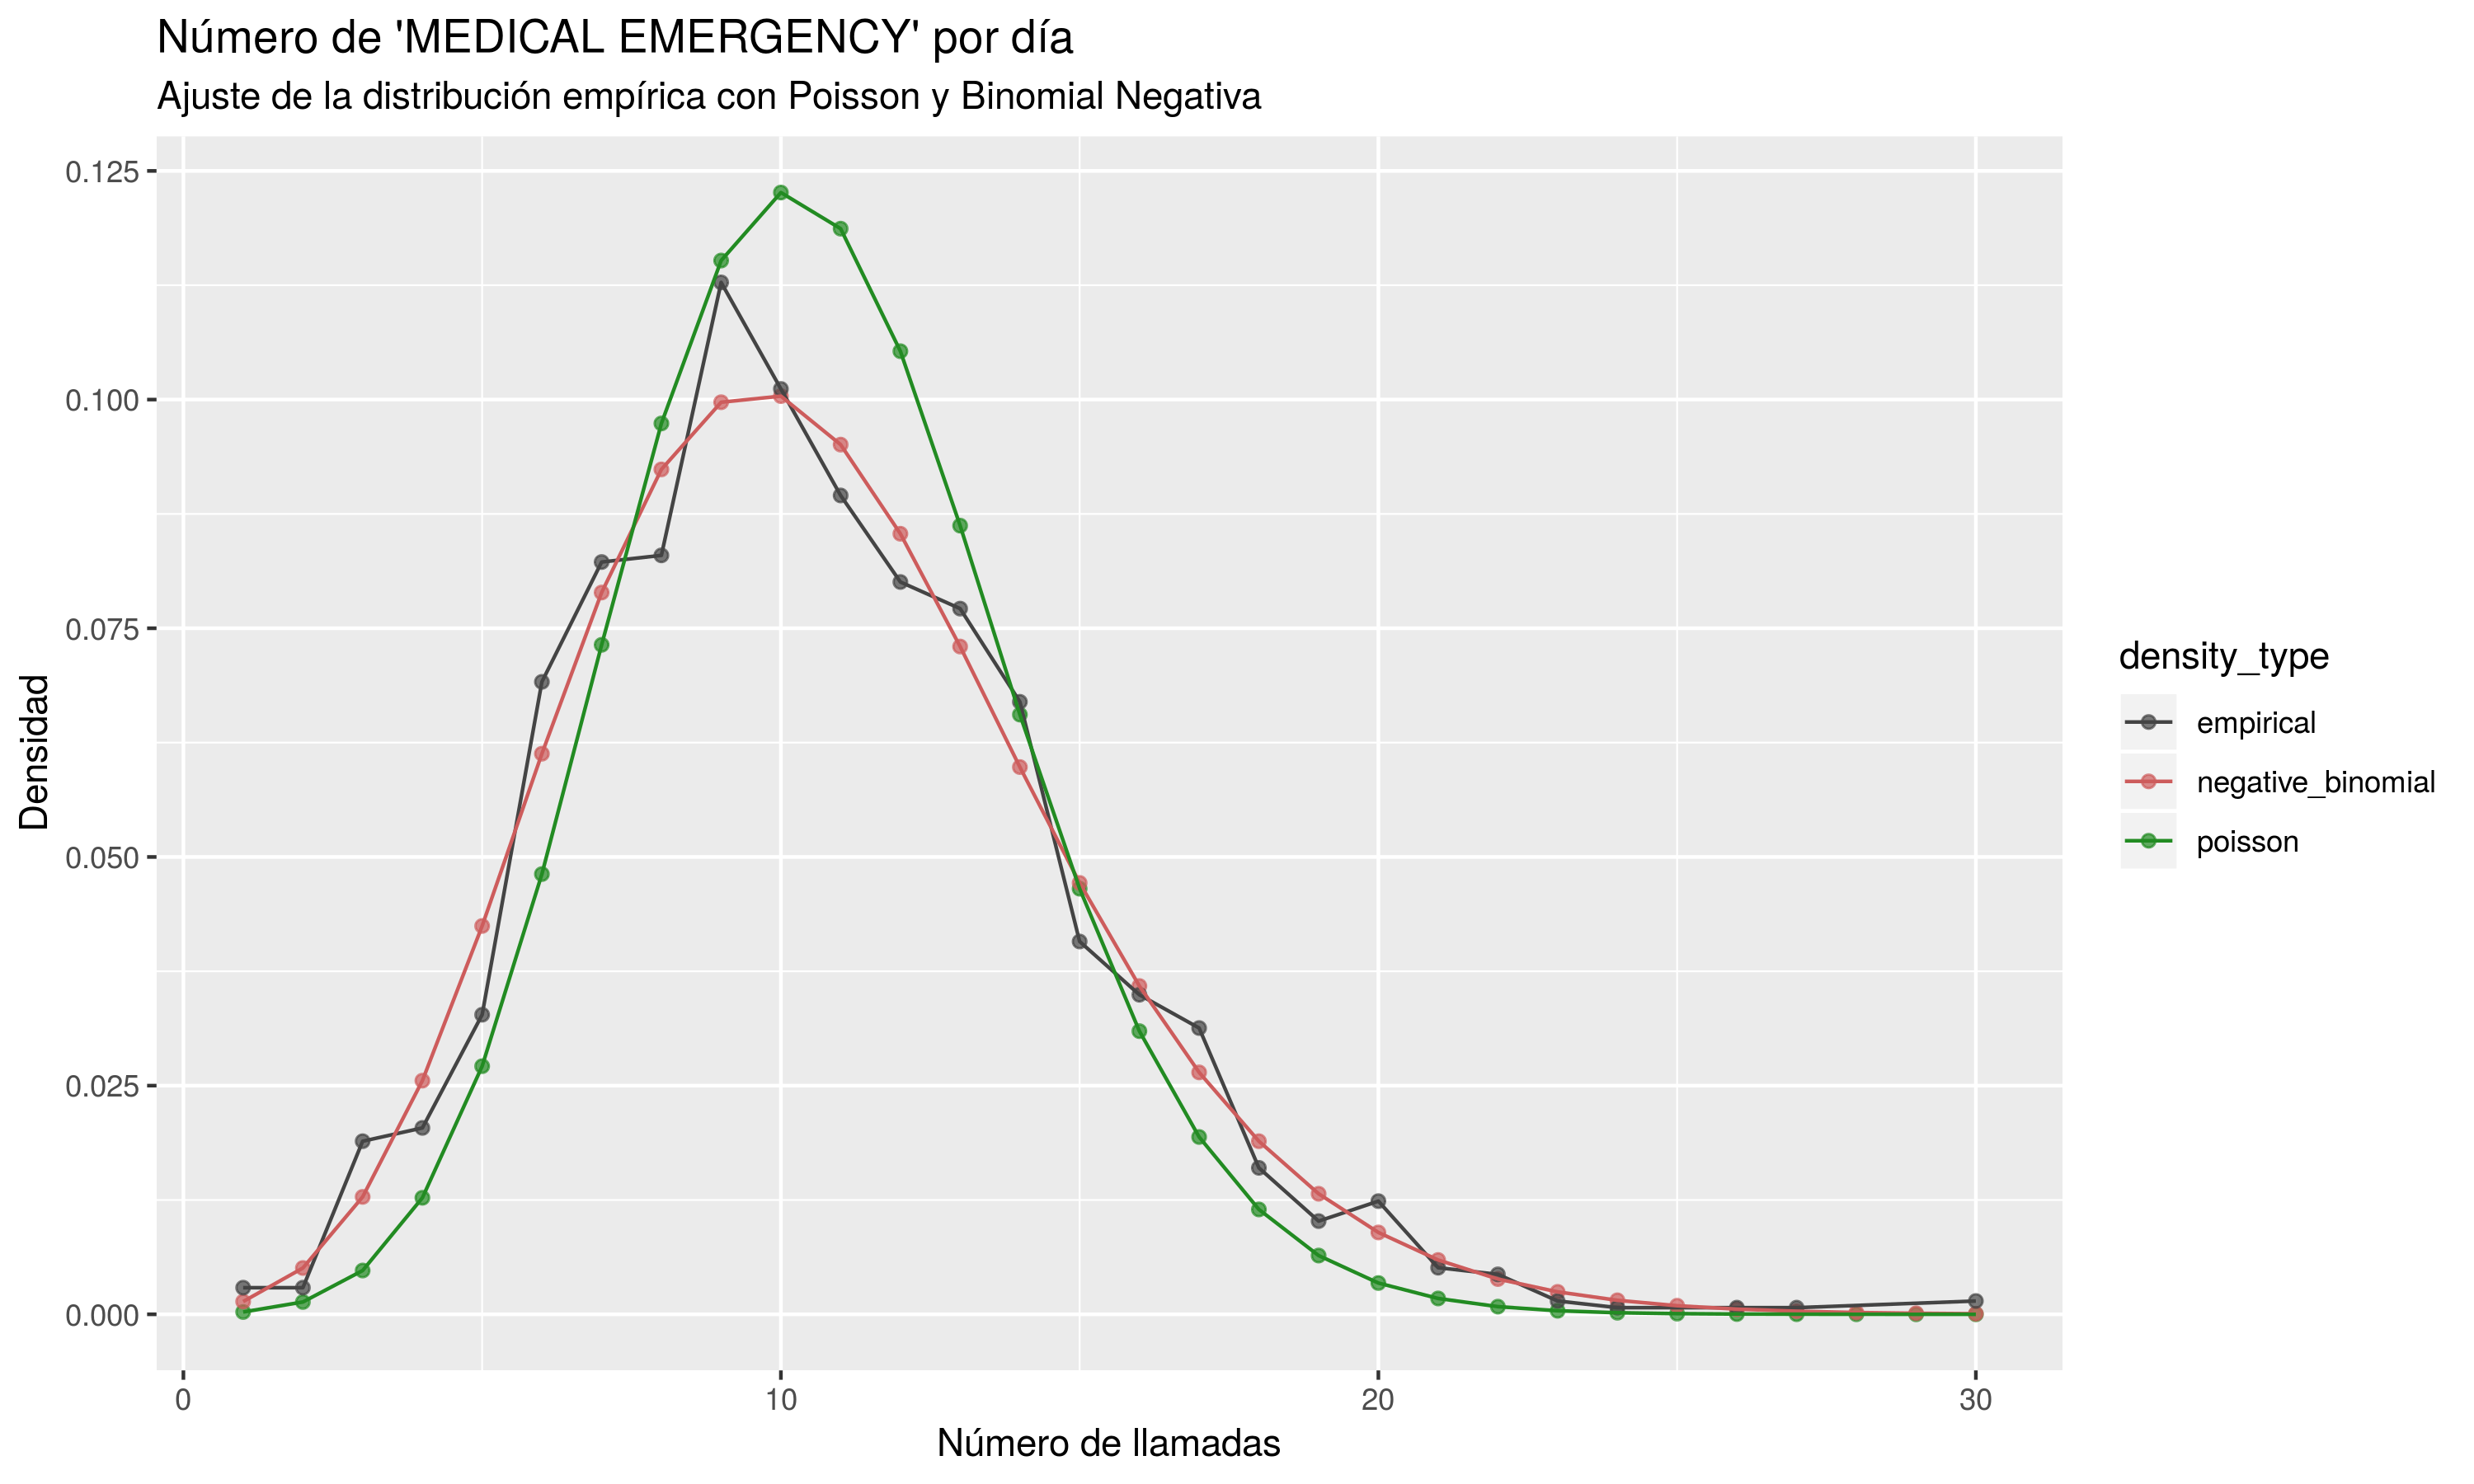 Número de 'MEDICAL EMERGENCY' por día
Ajuste de la distribución empírica con Poisson y Binomial Negativa
0.125
0.100
0.075
0.050
0.025
0.000
Densidad
0
10
20
30
Número de llamadas
density_type
empirical
negative_binomial
poisson